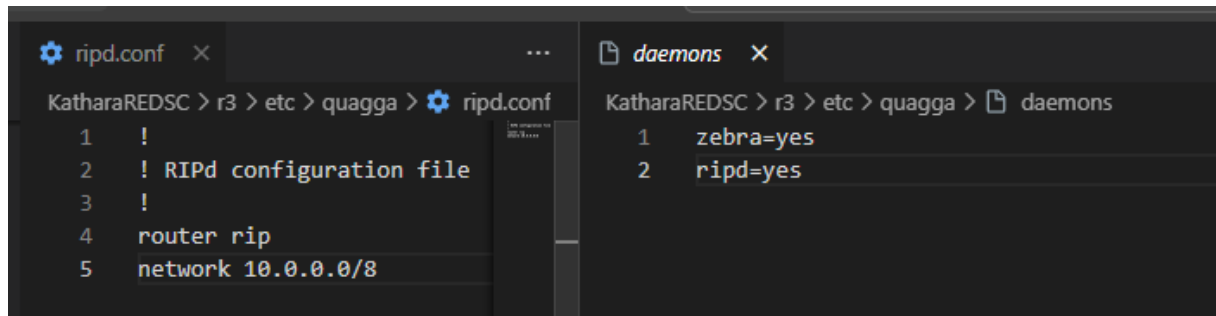 ripd.conf
KatharaREDSC > r3 > etc > quagga > ripd.conf
1 !
2 ! RIPd configuration file
3 !
4 router rip
5 network 10.0.0.0/8
daemons
KatharaREDSC > r3 > etc > quagga > daemons
1 zebra=yes
2 ripd=yes